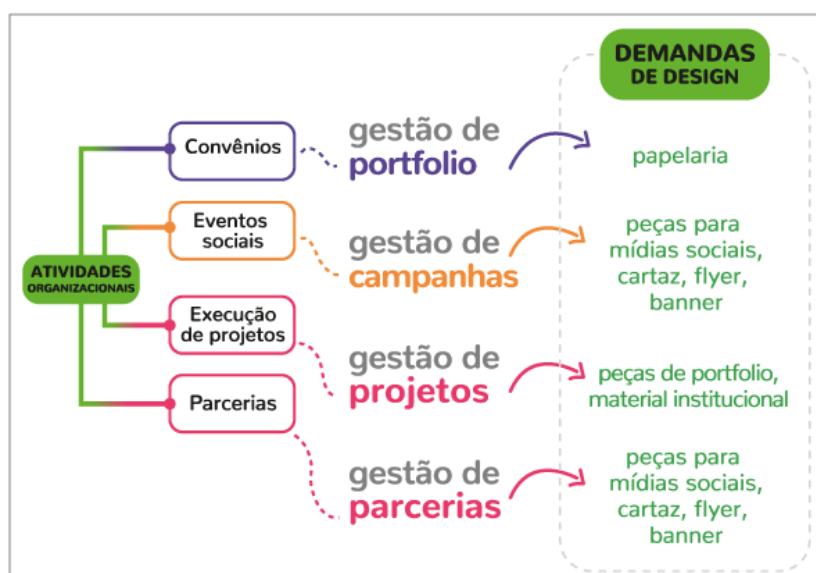 DEMANDAS
DE DESIGN
ATIVIDADES
ORGANIZACIONAIS
Convênios
gestão de
portfolio
papelaria
Eventos
sociais
gestão de
campanhas
peças para
mídias sociais,
cartaz, flyer,
banner
Execução
de projetos
gestão de
projetos
peças de portfolio,
material institucional
Parcerias
gestão de
parcerias
peças para
mídias sociais,
cartaz, flyer,
banner